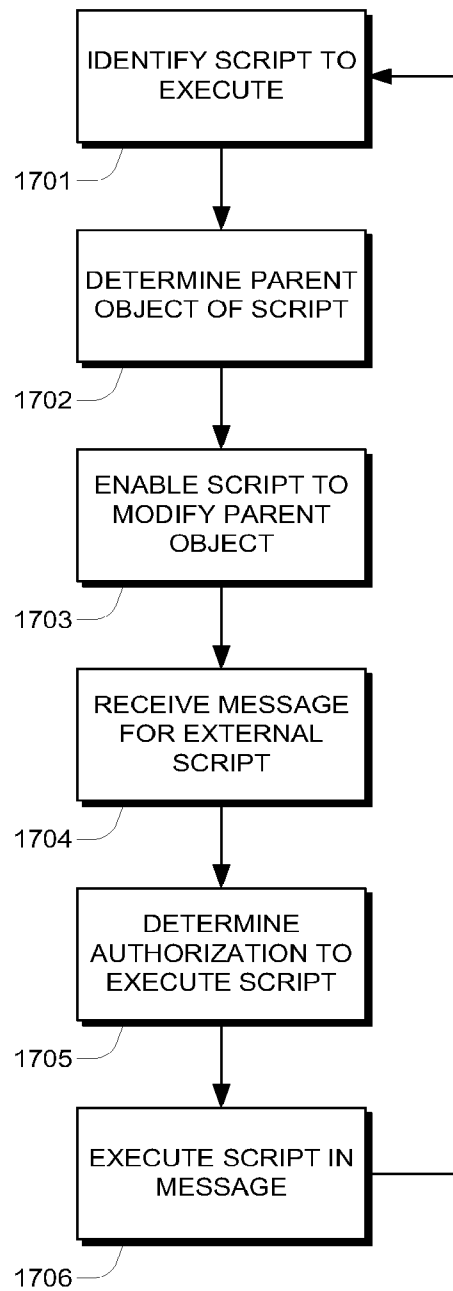 IDENTIFY SCRIPT TO
EXECUTE
1701
DETERMINE PARENT
OBJECT OF SCRIPT
1702
ENABLE SCRIPT TO
MODIFY PARENT
OBJECT
1703
RECEIVE MESSAGE
FOR EXTERNAL
SCRIPT
1704
DETERMINE
AUTHORIZATION TO
EXECUTE SCRIPT
1705
EXECUTE SCRIPT IN
MESSAGE
1706